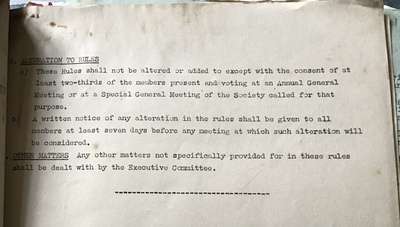 ALTERATION TO RULES
a) These Rules shall not be altered or added to except with the consent of at
least two-thirds of the members present and voting at an Annual General
Meeting or at a Special General Meeting of the Society called for that
purpose.
b) A written notice of any alteration in the rules shall be given to all
members at least seven days before any meeting at which such alteration will
be considered.
OTHER MATTERS Any other matters not specifically provided for in these rules
shall be dealt with by the Executive Committee.